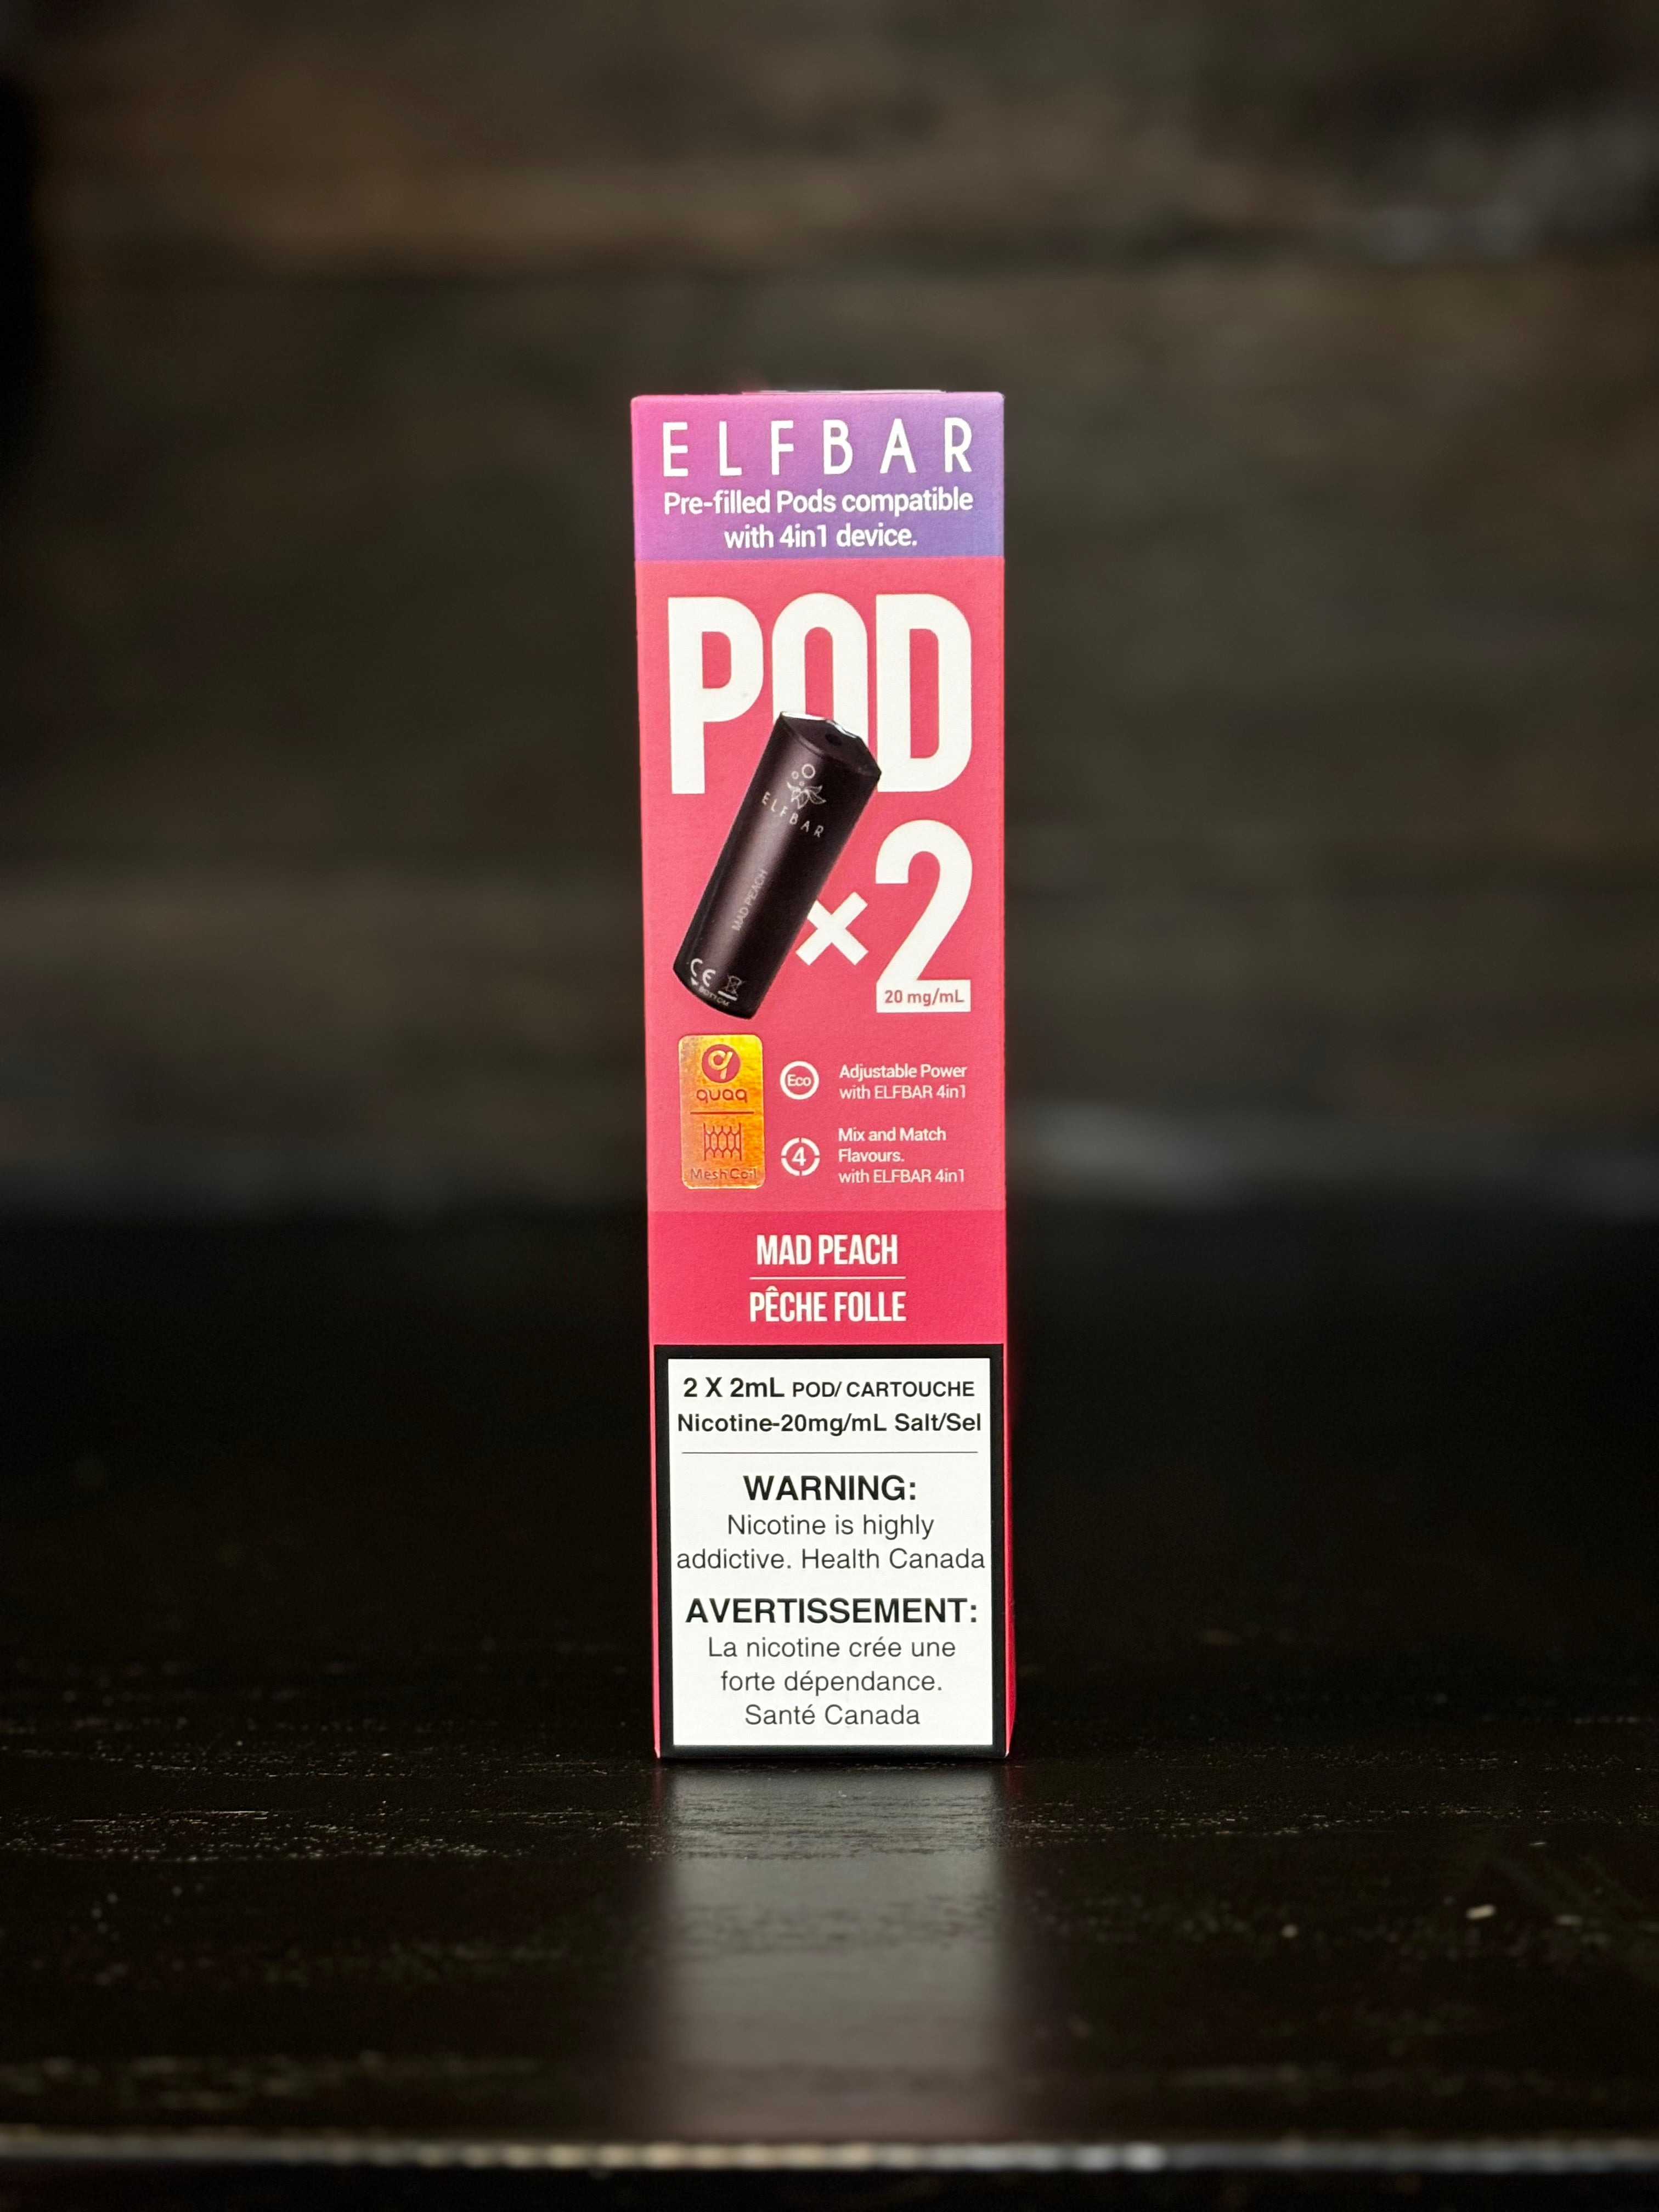 ELFBAR
Pre-filled Pods compatible
with 4in1 device.
POD
ELFBAR
MAD PEACH
CE
BOTTOM
×2
20 mg/mL
quaq
Mesh Coil
Eco
Adjustable Power
with ELFBAR 4in1
4
Mix and Match
Flavours.
with ELFBAR 4in1
MAD PEACH
PÊCHE FOLLE
2 X 2mL POD/ CARTOUCHE
Nicotine-20mg/mL Salt/Sel
WARNING:
Nicotine is highly
addictive. Health Canada
AVERTISSEMENT:
La nicotine crée une
forte dépendance.
Santé Canada